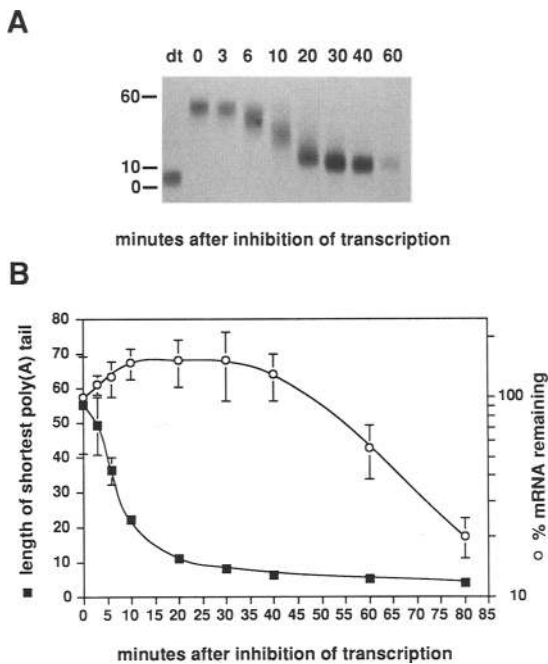 A
dt 0 3 6 10 20 30 40 60
60
10
0
minutes after inhibition of transcription
B
80
70
60
50
40
30
20
10
0
■ length of shortest poly(A) tail
100
10
○ % mRNA remaining
0 5 10 15 20 25 30 35 40 45 50 55 60 65 70 75 80 85
minutes after inhibition of transcription